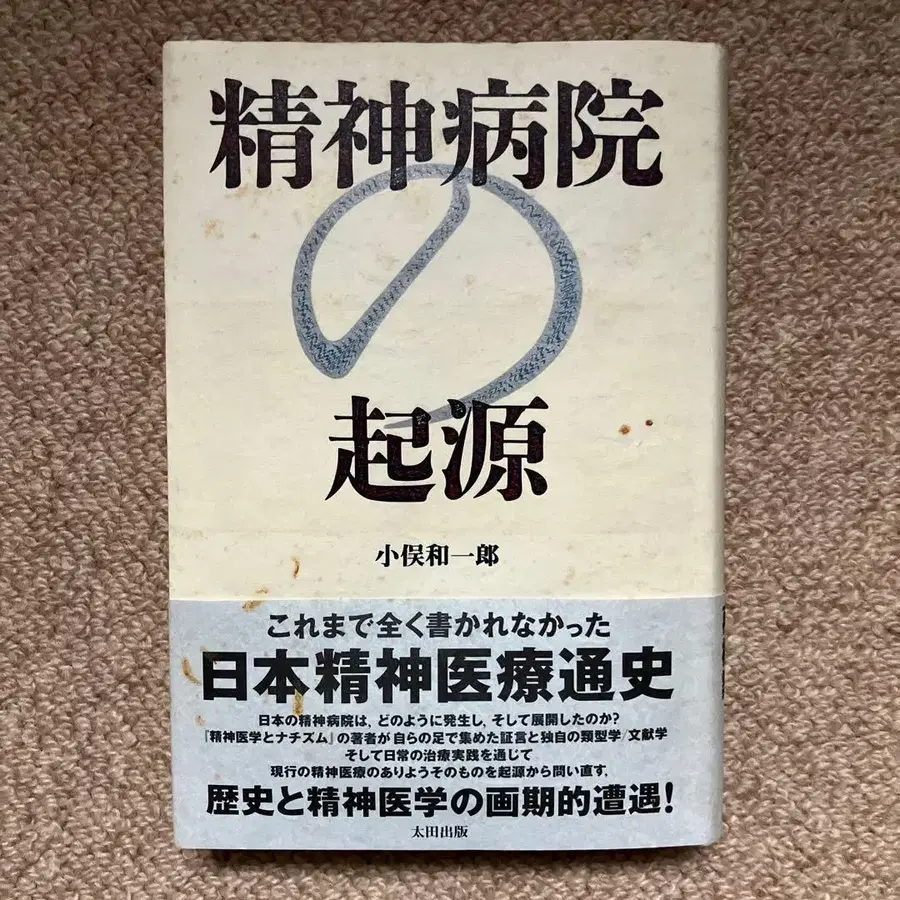 精神病院
の
起源
小俣和一郎
これまで全く書かれなかった
日本精神医療通史
日本の精神病院は，どのように発生し，そして展開したのか？
『精神医学とナチズム』の著者が自らの足で集めた証言と独自の類型学/文献学
そして日常の治療実践を通じて
現行の精神医療のありようそのものを起源から問い直す，
歴史と精神医学の画期的遭遇！
太田出版